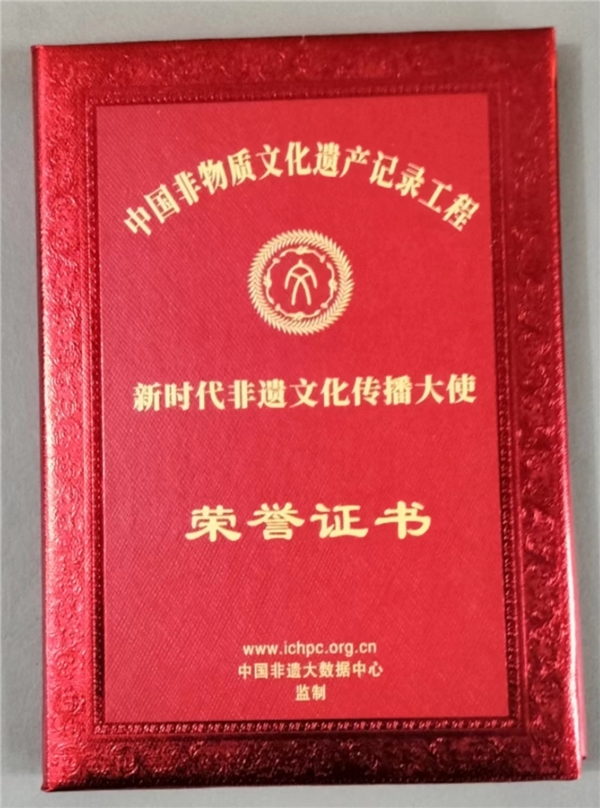 中国非物质文化遗产记录工程
文
新时代非遗文化传播大使
荣誉证书
www.ichpc.org.cn
中国非遗大数据中心
监制